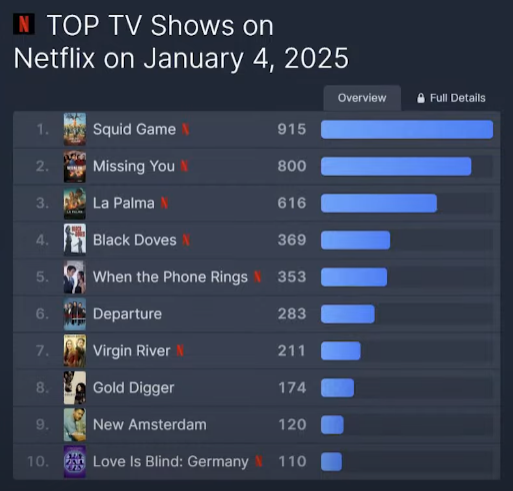 N TOP TV Shows on
Netflix on January 4, 2025
Overview Full Details
1. Squid Game N 915
2. Missing You N 800
3. La Palma N 616
4. Black Doves N 369
5. When the Phone Rings N 353
6. Departure 283
7. Virgin River N 211
8. Gold Digger 174
9. New Amsterdam 120
10. Love Is Blind: Germany N 110